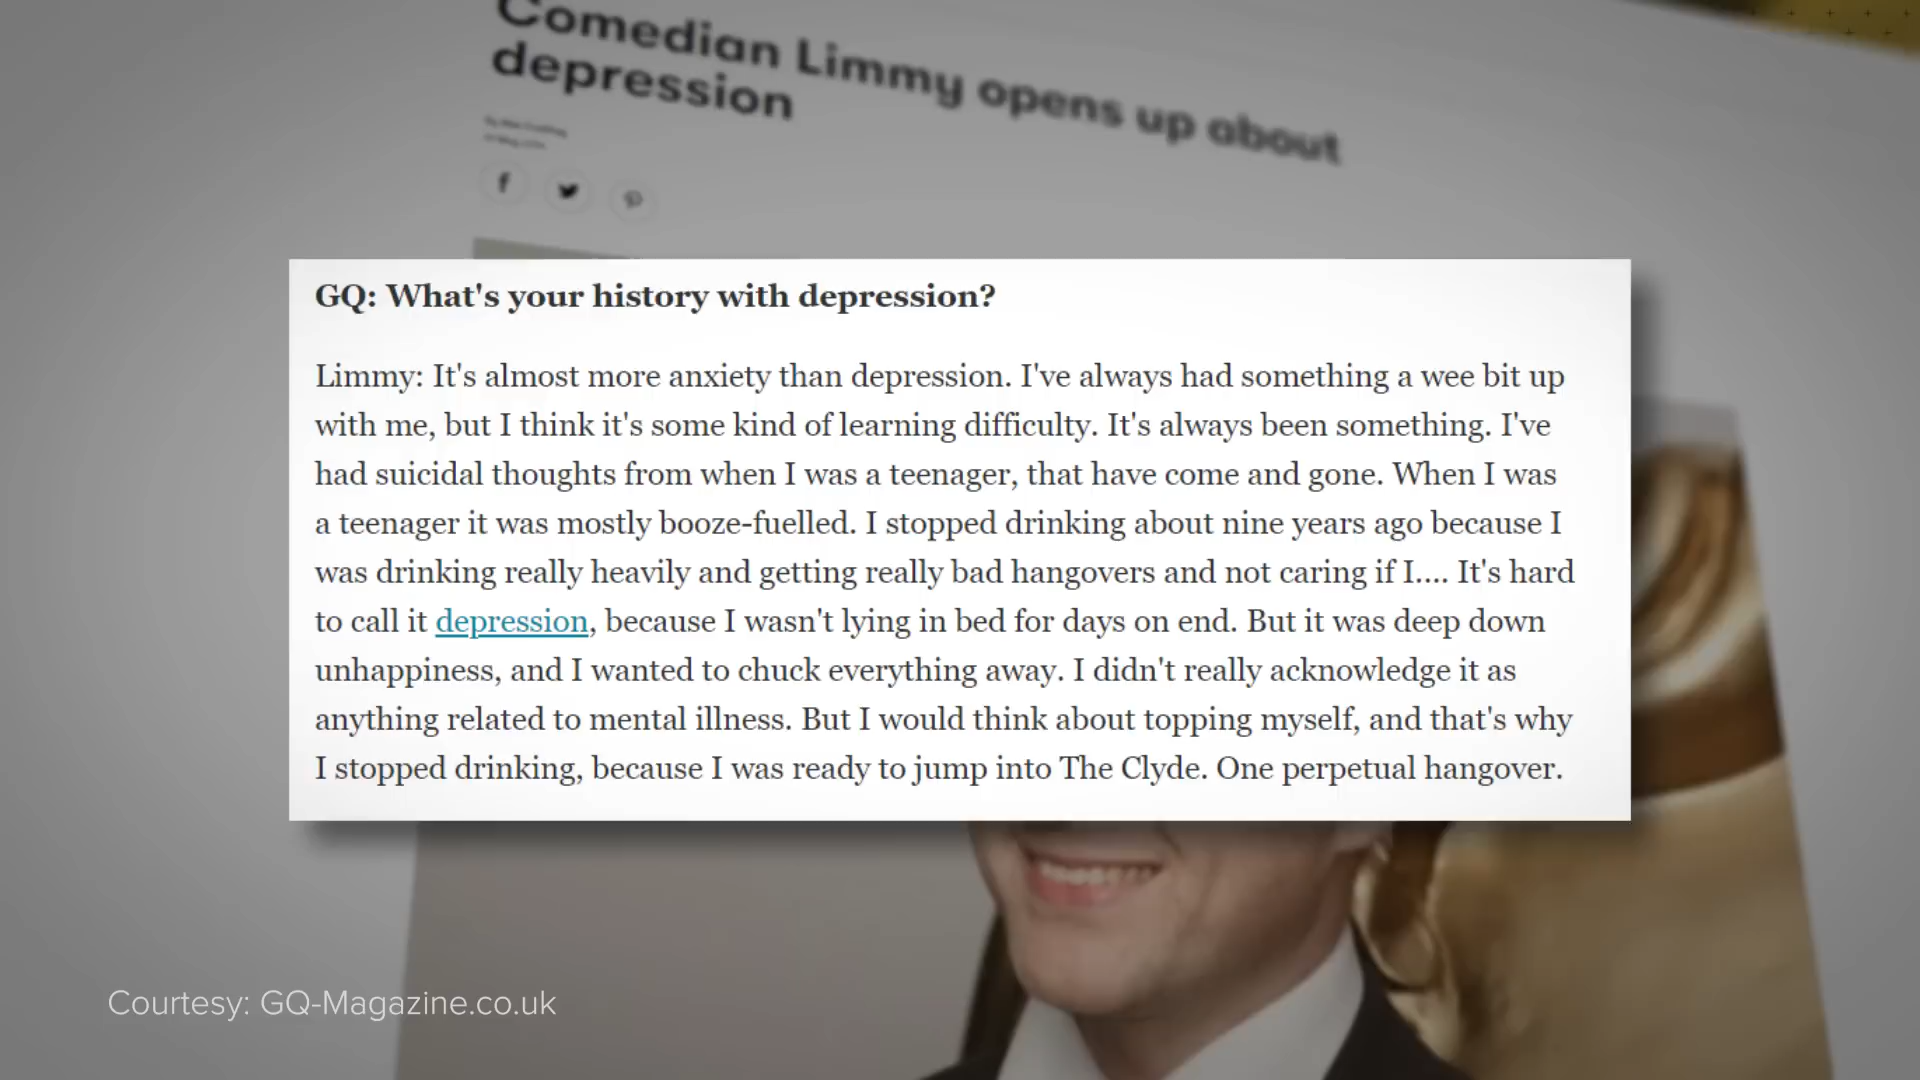 Comedian Limmy opens up about
depression
GQ: What's your history with depression?
Limmy: It's almost more anxiety than depression. I've always had something a wee bit up
with me, but I think it's some kind of learning difficulty. It's always been something. I've
had suicidal thoughts from when I was a teenager, that have come and gone. When I was
a teenager it was mostly booze-fuelled. I stopped drinking about nine years ago because I
was drinking really heavily and getting really bad hangovers and not caring if I.... It's hard
to call it depression, because I wasn't lying in bed for days on end. But it was deep down
unhappiness, and I wanted to chuck everything away. I didn't really acknowledge it as
anything related to mental illness. But I would think about topping myself, and that's why
I stopped drinking, because I was ready to jump into The Clyde. One perpetual hangover.
Courtesy: GQ-Magazine.co.uk